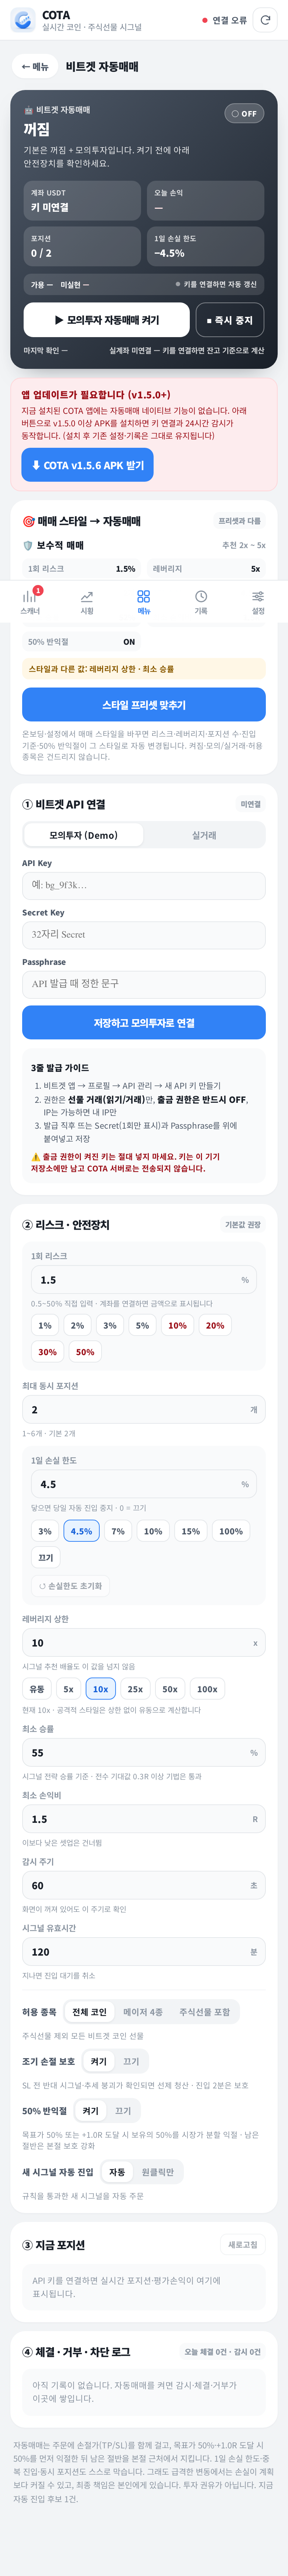 COTA
실시간 코인 · 주식선물 시그널
연결 오류
← 메뉴
비트겟 자동매매
🤖 비트겟 자동매매
○ OFF
꺼짐
기본은 꺼짐 + 모의투자입니다. 켜기 전에 아래
안전장치를 확인하세요.
계좌 USDT
키 미연결
오늘 손익
—
포지션
0 / 2
1일 손실 한도
−4.5%
가용 — 미실현 —
키를 연결하면 자동 갱신
▶ 모의투자 자동매매 켜기
■ 즉시 중지
마지막 확인 —
실계좌 미연결 — 키를 연결하면 잔고 기준으로 계산
앱 업데이트가 필요합니다 (v1.5.0+)
지금 설치된 COTA 앱에는 자동매매 네이티브 기능이 없습니다. 아래
버튼으로 v1.5.0 이상 APK를 설치하면 키 연결과 24시간 감시가
동작합니다. (설치 후 기존 설정·기록은 그대로 유지됩니다)
⬇ COTA v1.5.6 APK 받기
🎯 매매 스타일 → 자동매매
프리셋과 다름
🛡️ 보수적 매매
추천 2x ~ 5x
1회 리스크
1.5%
레버리지
5x
1
스캐너
시황
메뉴
기록
설정
50% 반익절
ON
스타일과 다른 값: 레버리지 상한 · 최소 승률
스타일 프리셋 맞추기
온보딩·설정에서 매매 스타일을 바꾸면 리스크·레버리지·포지션 수·진입
기준·50% 반익절이 그 스타일로 자동 변경됩니다. 켜짐·모의/실거래·허용
종목은 건드리지 않습니다.
① 비트겟 API 연결
미연결
모의투자 (Demo)
실거래
API Key
예: bg_9f3k…
Secret Key
32자리 Secret
Passphrase
API 발급 때 정한 문구
저장하고 모의투자로 연결
3줄 발급 가이드
1. 비트겟 앱 → 프로필 → API 관리 → 새 API 키 만들기
2. 권한은 선물 거래(읽기/거래)만, 출금 권한은 반드시 OFF,
IP는 가능하면 내 IP만
3. 발급 직후 뜨는 Secret(1회만 표시)과 Passphrase를 위에
붙여넣고 저장
⚠️ 출금 권한이 켜진 키는 절대 넣지 마세요. 키는 이 기기
저장소에만 남고 COTA 서버로는 전송되지 않습니다.
② 리스크 · 안전장치
기본값 권장
1회 리스크
1.5
%
0.5~50% 직접 입력 · 계좌를 연결하면 금액으로 표시됩니다
1%
2%
3%
5%
10%
20%
30%
50%
최대 동시 포지션
2
개
1~6개 · 기본 2개
1일 손실 한도
4.5
%
닿으면 당일 자동 진입 중지 · 0 = 끄기
3%
4.5%
7%
10%
15%
100%
끄기
손실한도 초기화
레버리지 상한
10
x
시그널 추천 배율도 이 값을 넘지 않음
유동
5x
10x
25x
50x
100x
현재 10x · 공격적 스타일은 상한 없이 유동으로 계산합니다
최소 승률
55
%
시그널 전략 승률 기준 · 전수 기대값 0.3R 이상 기법은 통과
최소 손익비
1.5
R
이보다 낮은 셋업은 건너뜀
감시 주기
60
초
화면이 꺼져 있어도 이 주기로 확인
시그널 유효시간
120
분
지나면 진입 대기를 취소
허용 종목
전체 코인
메이저 4종
주식선물 포함
주식선물 제외 모든 비트겟 코인 선물
조기 손절 보호
켜기
끄기
SL 전 반대 시그널·추세 붕괴가 확인되면 선제 청산 · 진입 2분은 보호
50% 반익절
켜기
끄기
목표가 50% 또는 +1.0R 도달 시 보유의 50%를 시장가 분할 익절 · 남은
절반은 본절 보호 강화
새 시그널 자동 진입
자동
원클릭만
규칙을 통과한 새 시그널을 자동 주문
③ 지금 포지션
새로고침
API 키를 연결하면 실시간 포지션·평가손익이 여기에
표시됩니다.
④ 체결 · 거부 · 차단 로그
오늘 체결 0건 · 감시 0건
아직 기록이 없습니다. 자동매매를 켜면 감시·체결·거부가
이곳에 쌓입니다.
자동매매는 주문에 손절가(TP/SL)를 함께 걸고, 목표가 50%·+1.0R 도달 시
50%를 먼저 익절한 뒤 남은 절반을 본절 근처에서 지킵니다. 1일 손실 한도·중
복 진입·동시 포지션도 스스로 막습니다. 그래도 급격한 변동에서는 손실이 계획
보다 커질 수 있고, 최종 책임은 본인에게 있습니다. 투자 권유가 아닙니다. 지금
자동 진입 후보 1건.